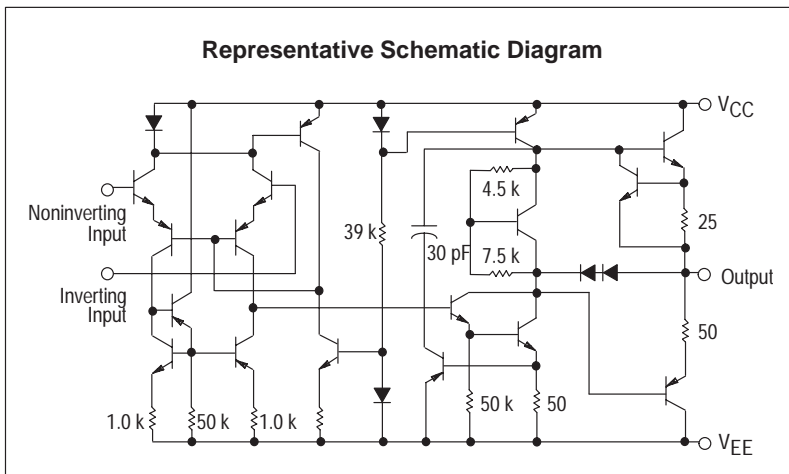 Representative Schematic Diagram
VCC
4.5 k
Noninverting
Input
39 k
30 pF
25
7.5 k
Inverting
Input
Output
50
1.0 k
50 k
1.0 k
50 k
50
VEE